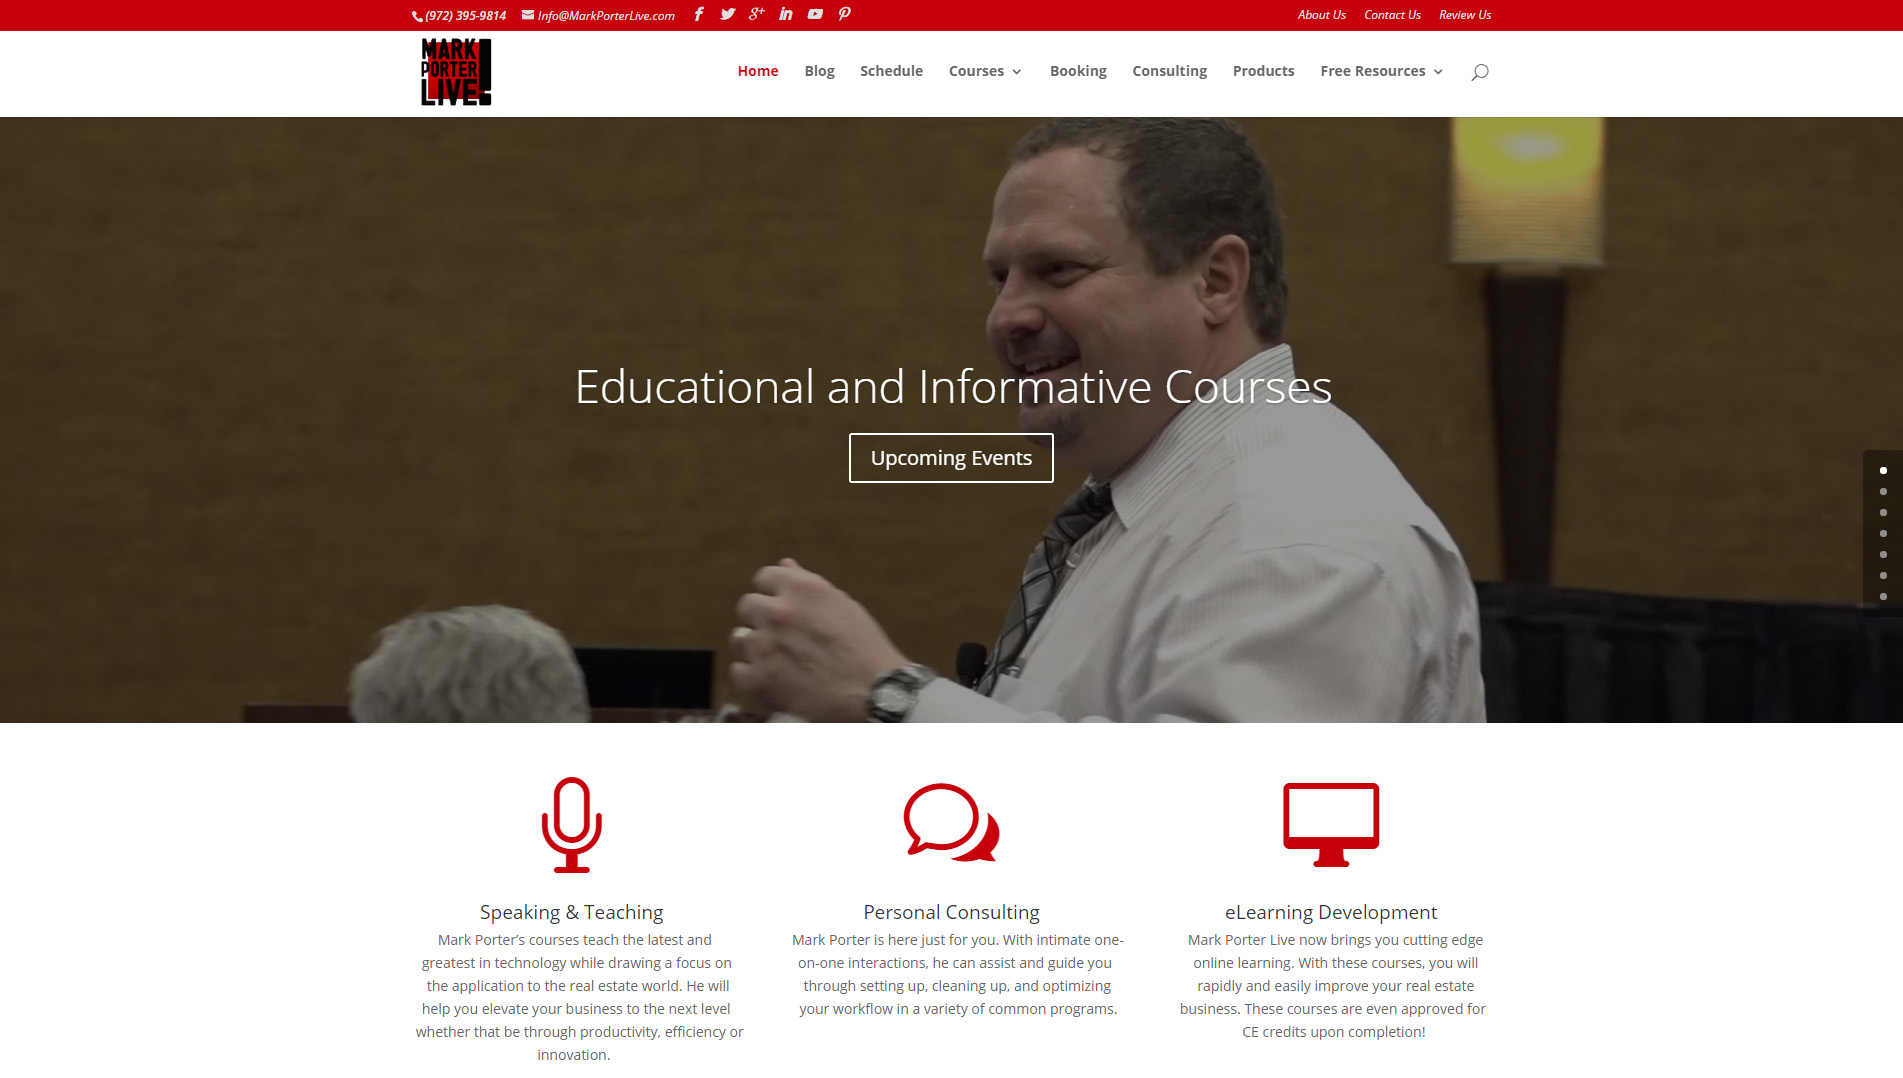 (972) 395-9814 Info@MarkPorterLive.com
About Us Contact Us Review Us
MARK
PORTER
LIVE!
Home Blog Schedule Courses Booking Consulting Products Free Resources
Educational and Informative Courses
Upcoming Events
Speaking & Teaching
Mark Porter’s courses teach the latest and
greatest in technology while drawing a focus on
the application to the real estate world. He will
help you elevate your business to the next level
whether that be through productivity, efficiency or
innovation.
Personal Consulting
Mark Porter is here just for you. With intimate one-
on-one interactions, he can assist and guide you
through setting up, cleaning up, and optimizing
your workflow in a variety of common programs.
eLearning Development
Mark Porter Live now brings you cutting edge
online learning. With these courses, you will
rapidly and easily improve your real estate
business. These courses are even approved for
CE credits upon completion!